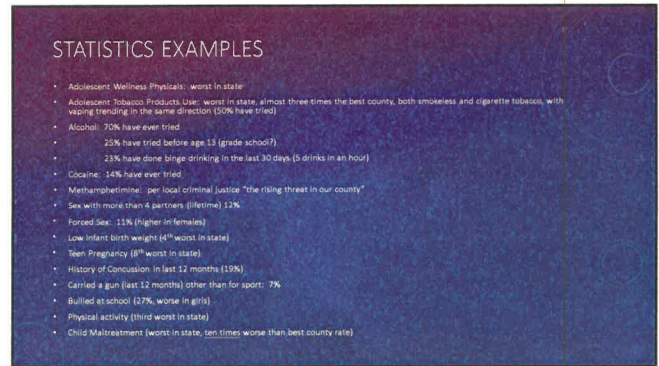 STATISTICS EXAMPLES
• Adolescent Wellness Physicals: worst in state
• Adolescent Tobacco Products Use: worst in state, almost three times the best county, both smokeless and cigarette tobacco, with
vaping trending in the same direction (50% have tried)
• Alcohol: 70% have ever tried
• 25% have tried before age 13 (grade school?)
• 23% have done binge drinking in the last 30 days (5 drinks in an hour)
• Cocaine: 14% have ever tried
• Methamphetimine: per local criminal justice "the rising threat in our county"
• Sex with more than 4 partners (lifetime) 12%
• Forced Sex: 11% (higher in females)
• Low infant birth weight (4th worst in state)
• Teen Pregnancy (8th worst in state)
• History of Concussion in last 12 months (19%)
• Carried a gun (last 12 months) other than for sport: 7%
• Bullied at school (27%, worse in girls)
• Physical activity (third worst in state)
• Child Maltreatment (worst in state, ten times worse than best county rate)